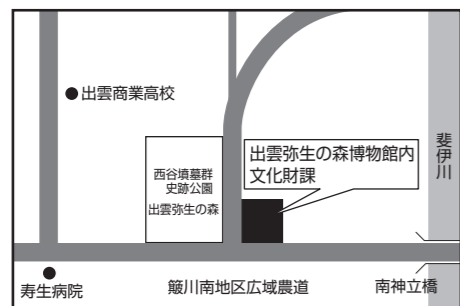 出雲商業高校
出雲弥生の森博物館内
文化財課
西谷墳墓群
史跡公園
出雲弥生の森
斐伊川
寿生病院
簸川南地区広域農道
南神立橋